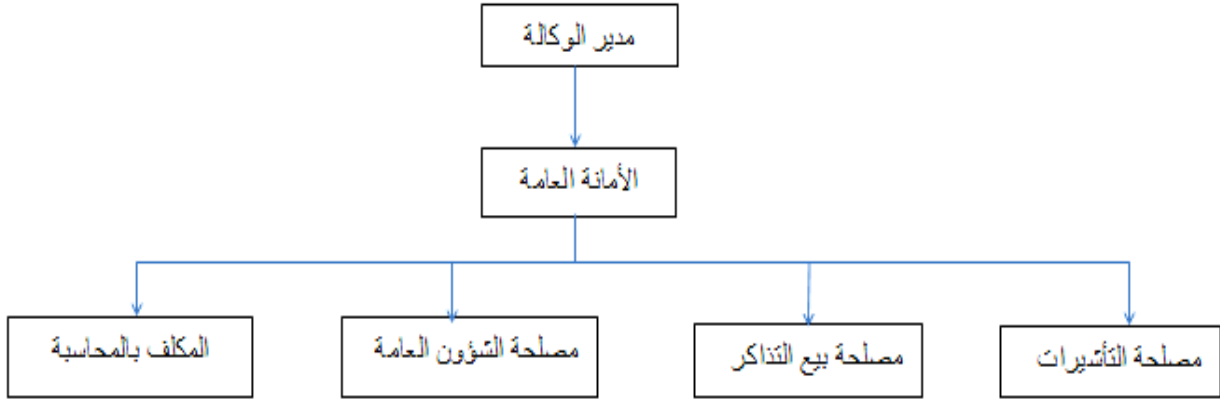 مدير الوكالة
الأمانة العامة
مصلحة التأشيرات
مصلحة بيع التذاكر
مصلحة الشؤون العامة
المكلف بالمحاسبة